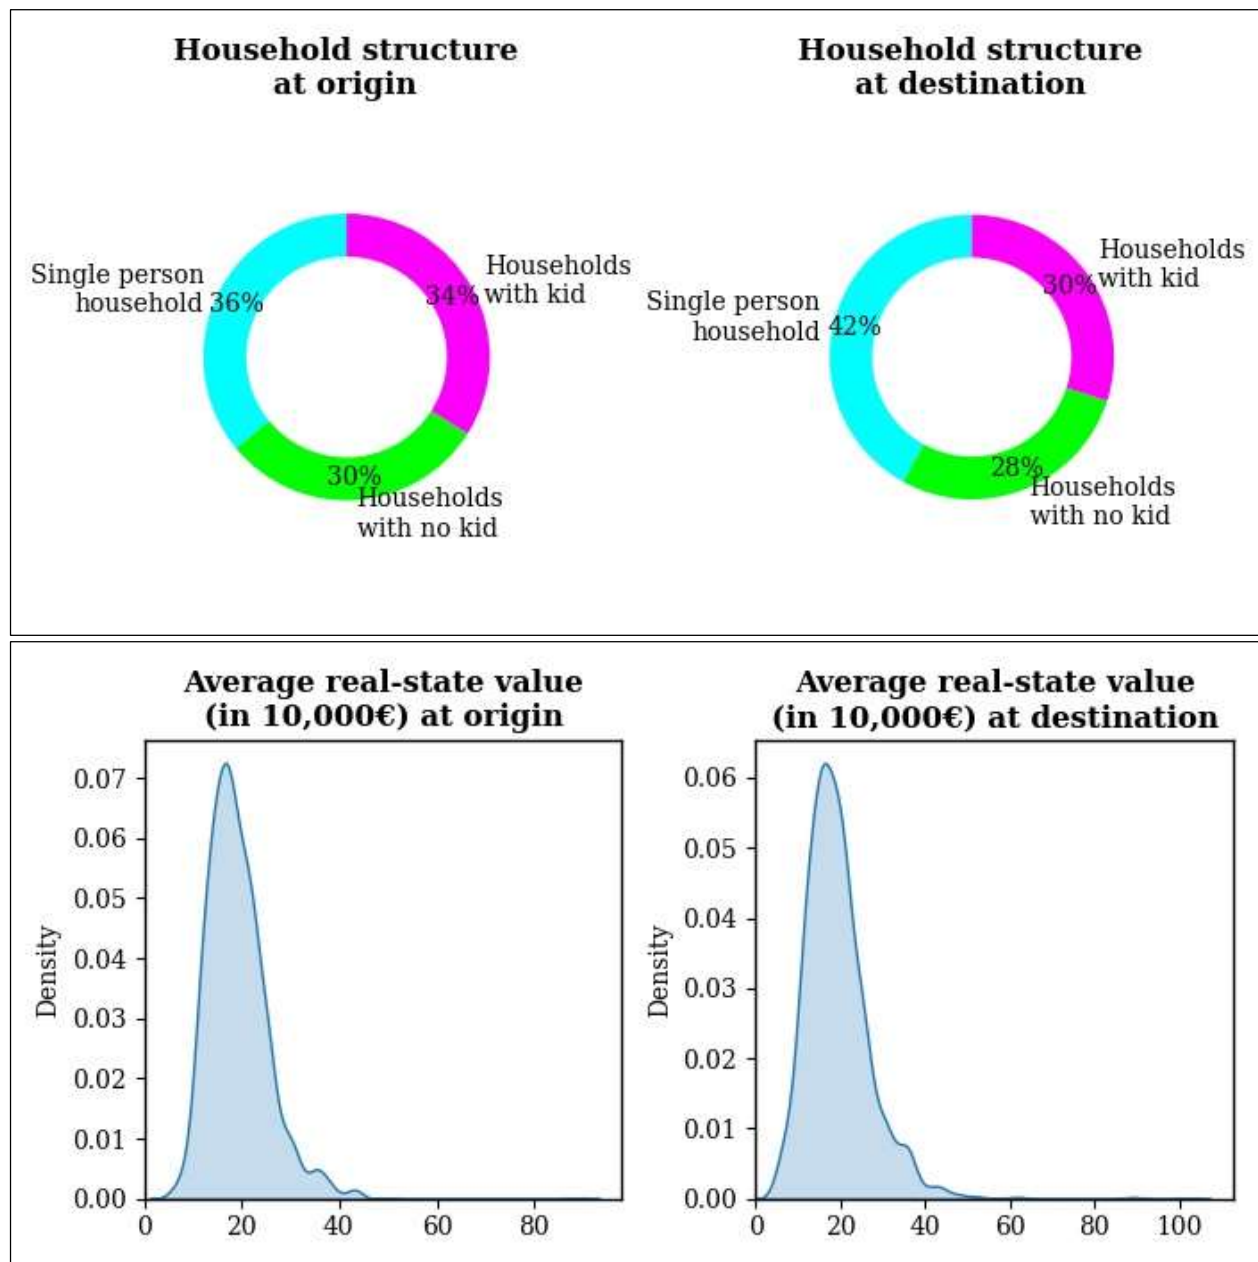 Household structure
at origin
Household structure
at destination
Single person
household
36%
34%
Households
with kid
30%
Households
with no kid
Single person
household
42%
30%
Households
with kid
28%
Households
with no kid
Average real-state value
(in 10,000€) at origin
Density
0.07
0.06
0.05
0.04
0.03
0.02
0.01
0.00
0 20 40 60 80
Average real-state value
(in 10,000€) at destination
Density
0.06
0.05
0.04
0.03
0.02
0.01
0.00
0 20 40 60 80 100